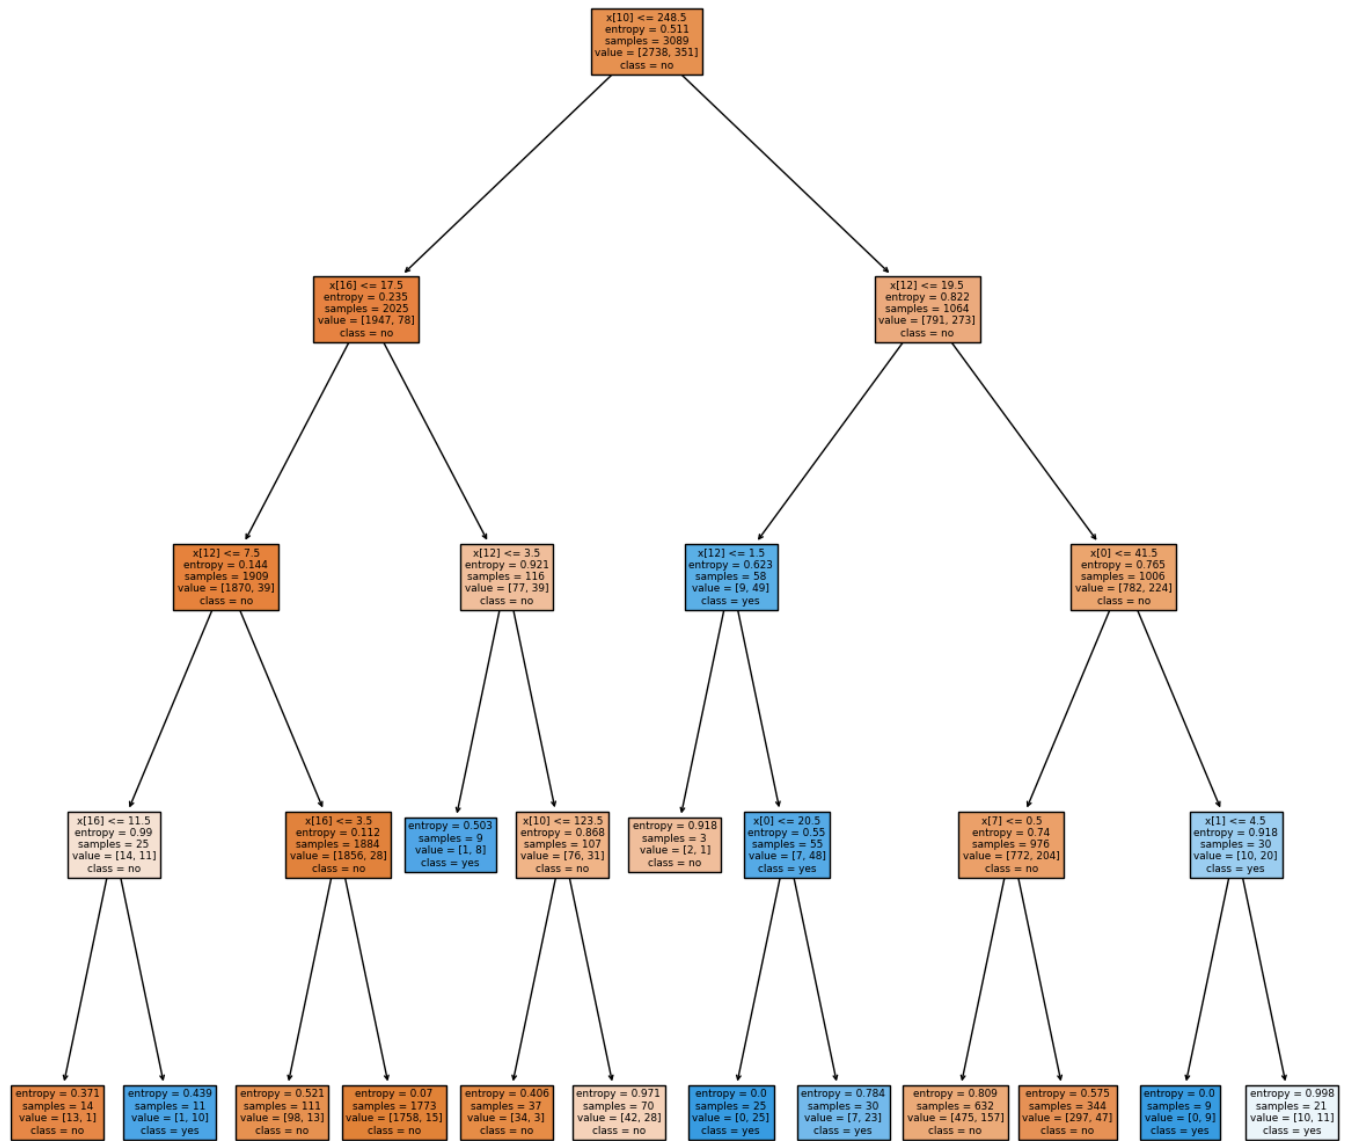 x[10] <= 248.5
entropy = 0.511
samples = 3089
value = [2738, 351]
class = no
x[16] <= 17.5
entropy = 0.235
samples = 2025
value = [1947, 78]
class = no
x[12] <= 19.5
entropy = 0.822
samples = 1064
value = [791, 273]
class = no
x[12] <= 7.5
entropy = 0.144
samples = 1909
value = [1870, 39]
class = no
x[12] <= 3.5
entropy = 0.921
samples = 116
value = [77, 39]
class = no
x[12] <= 1.5
entropy = 0.623
samples = 58
value = [9, 49]
class = yes
x[0] <= 41.5
entropy = 0.765
samples = 1006
value = [782, 224]
class = no
x[16] <= 11.5
entropy = 0.99
samples = 25
value = [14, 11]
class = no
x[16] <= 3.5
entropy = 0.112
samples = 1884
value = [1856, 28]
class = no
entropy = 0.503
samples = 9
value = [1, 8]
class = yes
x[10] <= 123.5
entropy = 0.868
samples = 107
value = [76, 31]
class = no
entropy = 0.918
samples = 3
value = [2, 1]
class = no
x[0] <= 20.5
entropy = 0.55
samples = 55
value = [7, 48]
class = yes
x[7] <= 0.5
entropy = 0.74
samples = 976
value = [772, 204]
class = no
x[1] <= 4.5
entropy = 0.918
samples = 30
value = [10, 20]
class = yes
entropy = 0.371
samples = 14
value = [13, 1]
class = no
entropy = 0.439
samples = 11
value = [1, 10]
class = yes
entropy = 0.521
samples = 111
value = [98, 13]
class = no
entropy = 0.07
samples = 1773
value = [1758, 15]
class = no
entropy = 0.406
samples = 37
value = [34, 3]
class = no
entropy = 0.971
samples = 70
value = [42, 28]
class = no
entropy = 0.0
samples = 25
value = [0, 25]
class = yes
entropy = 0.784
samples = 30
value = [7, 23]
class = yes
entropy = 0.809
samples = 632
value = [475, 157]
class = no
entropy = 0.575
samples = 344
value = [297, 47]
class = no
entropy = 0.0
samples = 9
value = [0, 9]
class = yes
entropy = 0.998
samples = 21
value = [10, 11]
class = yes